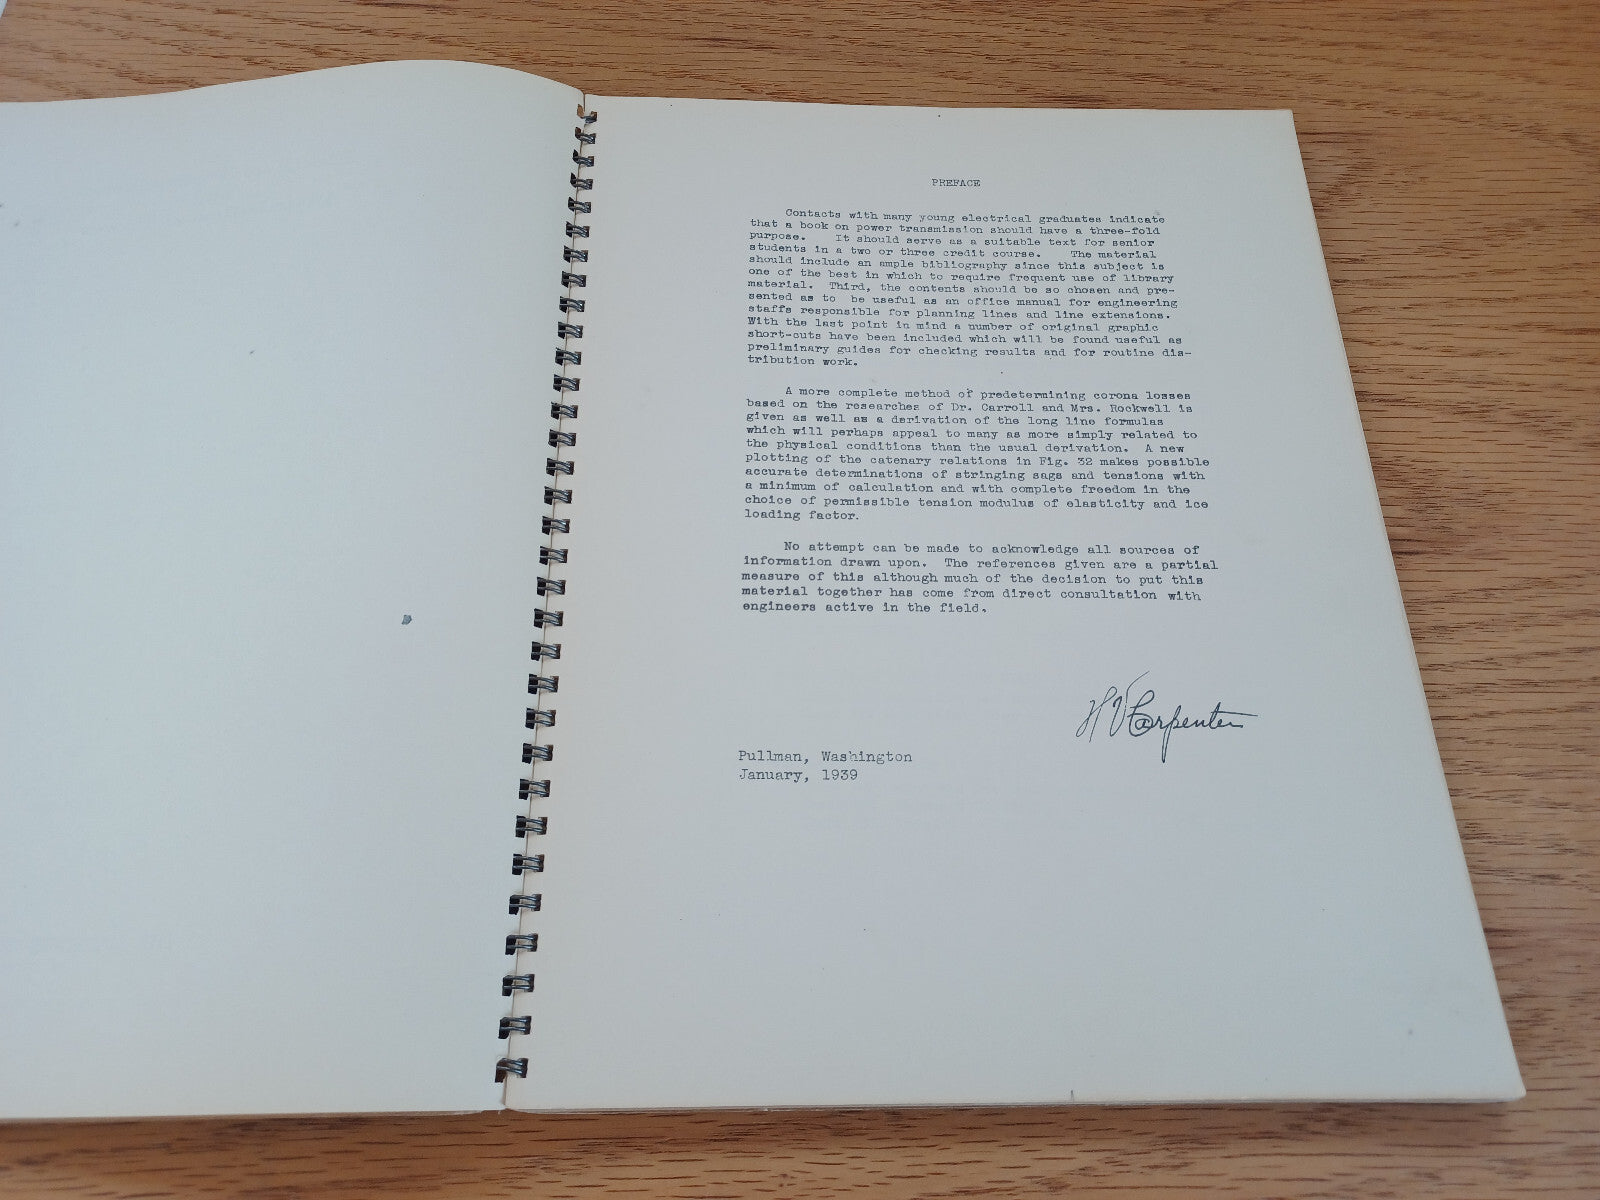 PREFACE
Contacts with many young electrical graduates indicate
that a book on power transmission should have a three-fold
purpose. It should serve as a suitable text for senior
students in a two or three credit course. The material
should include an ample bibliography since this subject is
one of the best in which to require frequent use of library
material. Third, the contents should be so chosen and pre-
sented as to be useful as an office manual for engineering
staffs responsible for planning lines and line extensions.
With the last point in mind a number of original graphic
short-cuts have been included which will be found useful as
preliminary guides for checking results and for routine dis-
tribution work.
A more complete method of predetermining corona losses
based on the researches of Dr. Carroll and Mrs. Rockwell is
given as well as a derivation of the long line formulas
which will perhaps appeal to many as more simply related to
the physical conditions than the usual derivation. A new
plotting of the catenary relations in Fig. 32 makes possible
accurate determinations of stringing sags and tensions with
a minimum of calculation and with complete freedom in the
choice of permissible tension modulus of elasticity and ice
loading factor.
No attempt can be made to acknowledge all sources of
information drawn upon. The references given are a partial
measure of this although much of the decision to put this
material together has come from direct consultation with
engineers active in the field.
H V Carpenter
Pullman, Washington
January, 1939